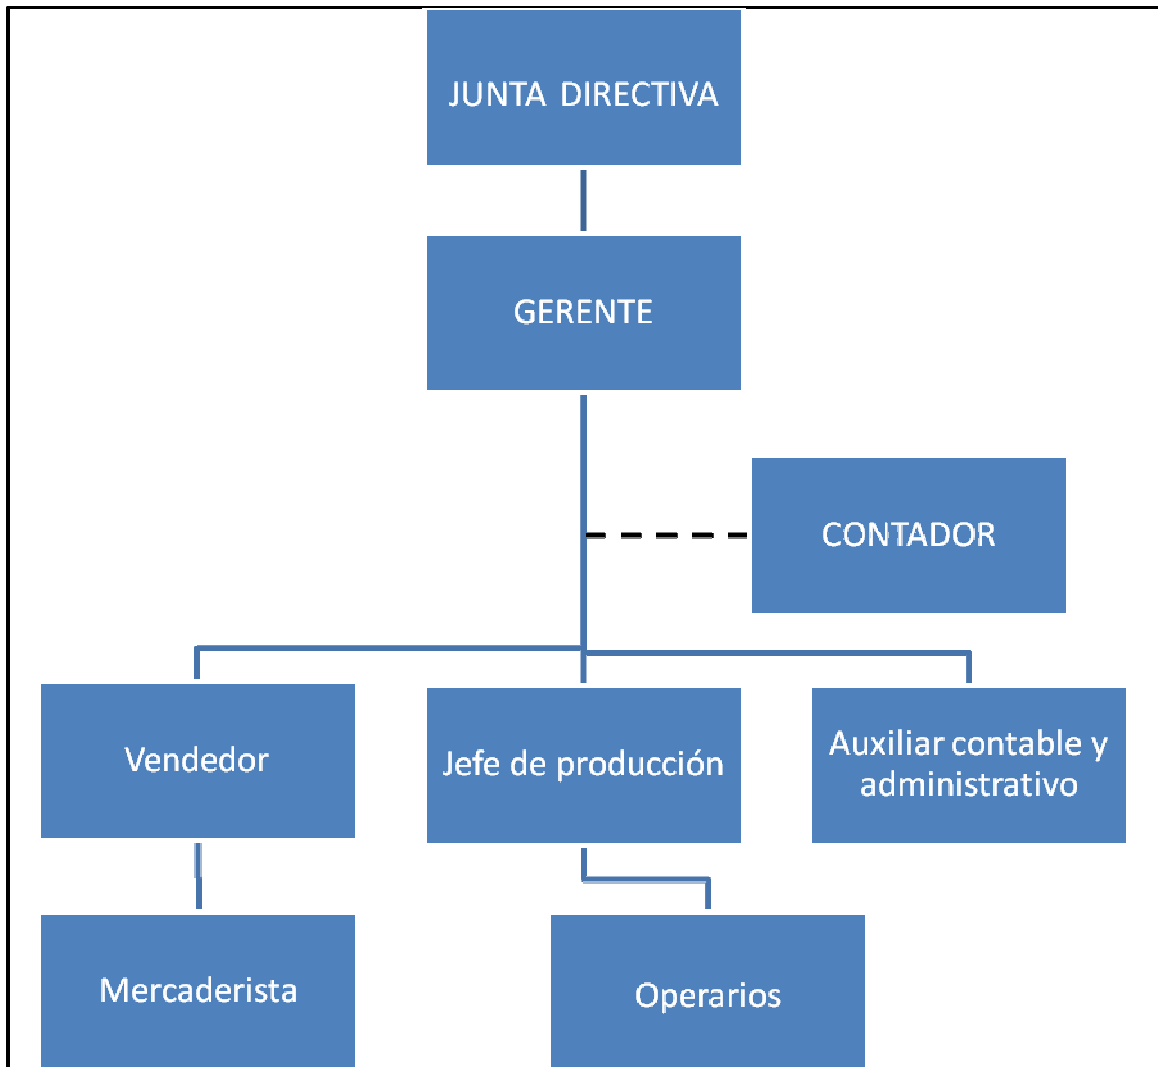 JUNTA DIRECTIVA
GERENTE
CONTADOR
Vendedor
Jefe de producción
Auxiliar contable y
administrativo
Mercaderista
Operarios